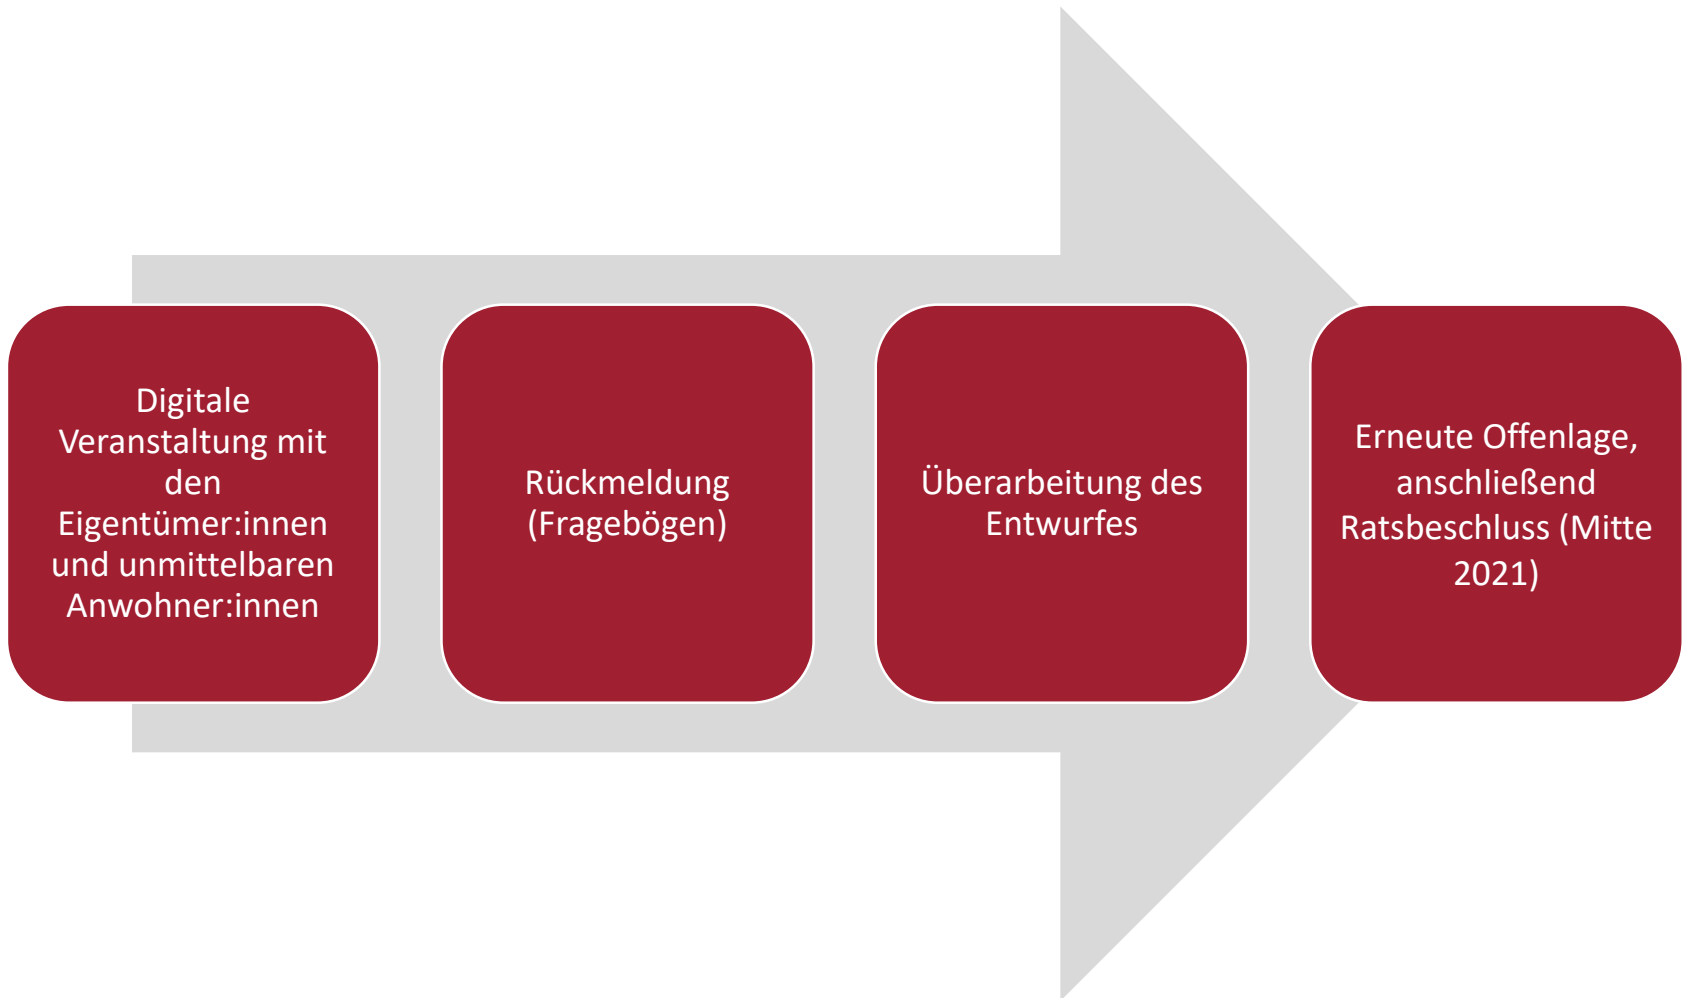 Digitale
Veranstaltung mit
den
Eigentümer:innen
und unmittelbaren
Anwohner:innen
Rückmeldung
(Fragebögen)
Überarbeitung des
Entwurfes
Erneute Offenlage,
anschließend
Ratsbeschluss (Mitte
2021)